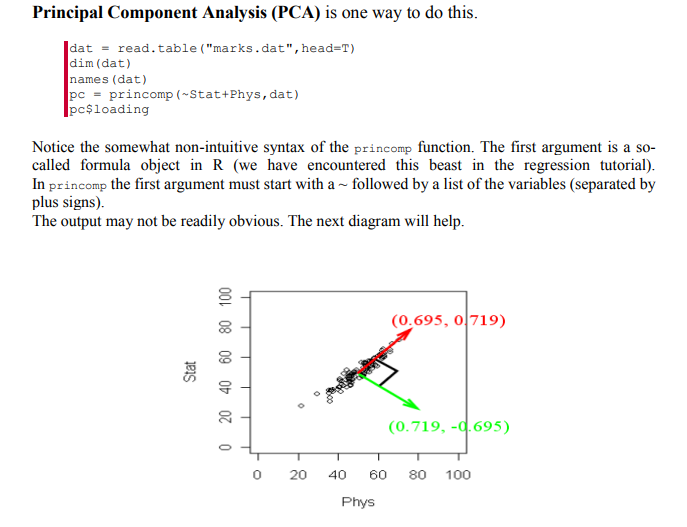 Principal Component Analysis (PCA) is one way to do this.
dat = read.table("marks.dat",head=T)
dim(dat)
names(dat)
pc = princomp(~Stat+Phys,dat)
pc$loading
Notice the somewhat non-intuitive syntax of the princomp function. The first argument is a so-
called formula object in R (we have encountered this beast in the regression tutorial).
In princomp the first argument must start with a ~ followed by a list of the variables (separated by
plus signs).
The output may not be readily obvious. The next diagram will help.
(0.695, 0.719)
(0.719, -0.695)
Stat
0 20 40 60 80 100
0 20 40 60 80 100
Phys